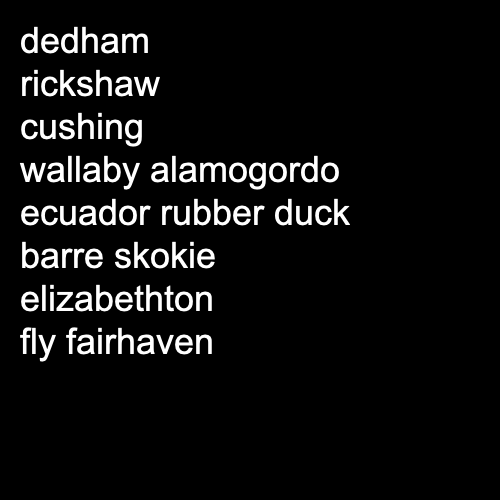 dedham
rickshaw
cushing
wallaby alamogordo
ecuador rubber duck
barre skokie
elizabethton
fly fairhaven